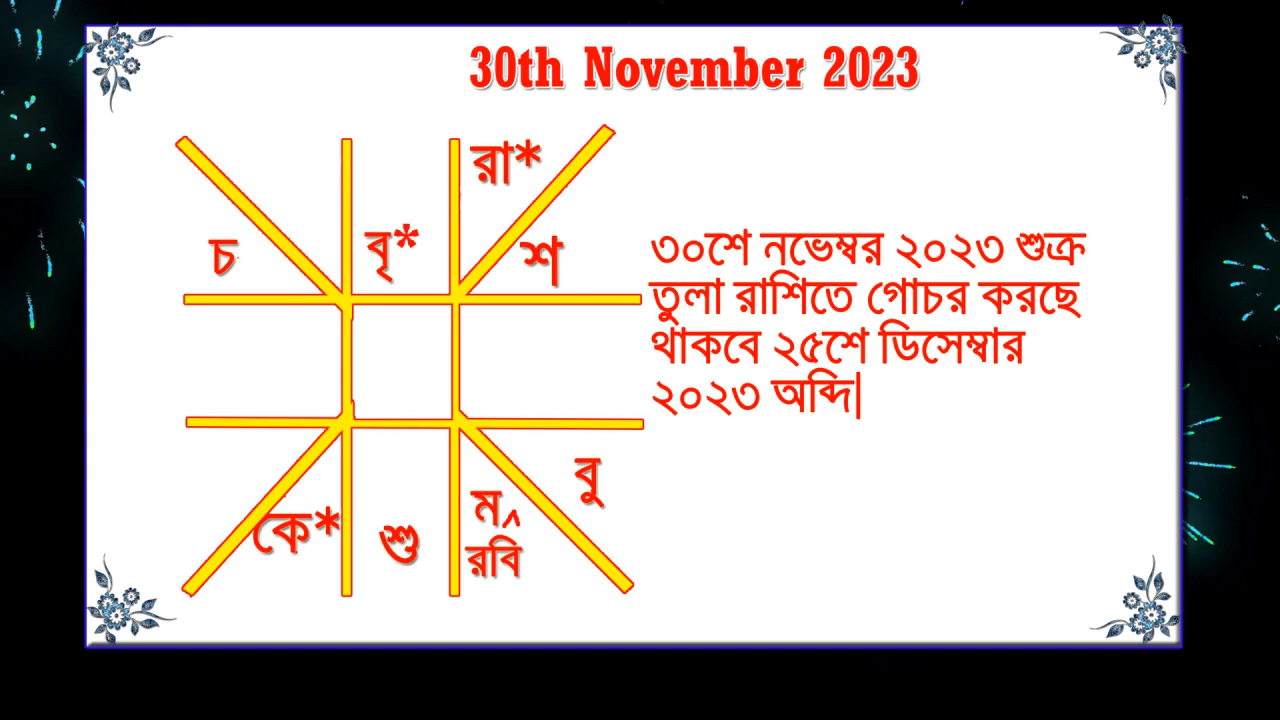 30th November 2023
রা*
চ
বৃ*
শ
৩০শে নভেম্বর ২০২৩ শুক্র
তুলা রাশিতে গোচর করছে
থাকবে ২৫শে ডিসেম্বার
২০২৩ অব্দি|
বু
ম^
কে*
শু
রবি